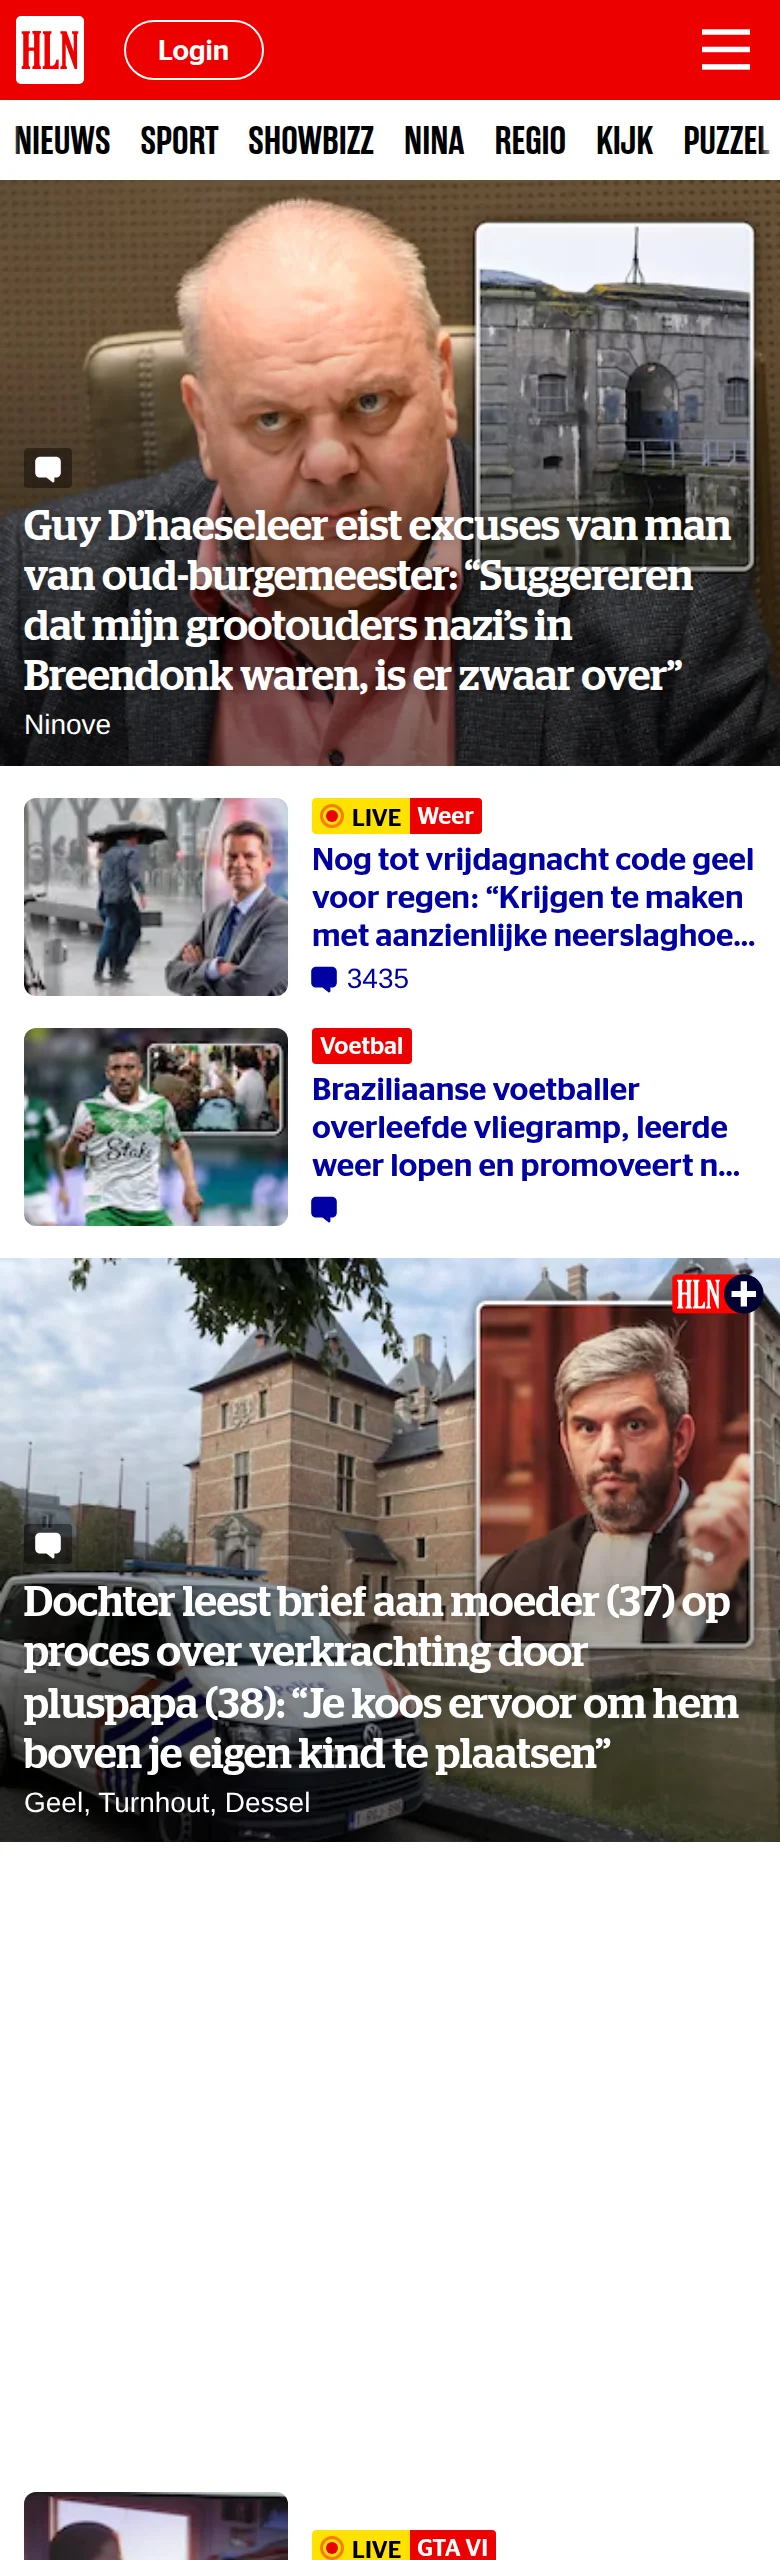 HLN
Login
NIEUWS SPORT SHOWBIZZ NINA REGIO KIJK PUZZEL
Guy D’haeseleer eist excuses van man
van oud-burgemeester: “Suggereren
dat mijn grootouders nazi’s in
Breendonk waren, is er zwaar over”
Ninove
LIVE Weer
Nog tot vrijdagnacht code geel
voor regen: “Krijgen te maken
met aanzienlijke neerslaghoe...
3435
Voetbal
Braziliaanse voetballer
overleefde vliegramp, leerde
weer lopen en promoveert n...
Stake
HLN+
Dochter leest brief aan moeder (37) op
proces over verkrachting door
pluspapa (38): “Je koos ervoor om hem
boven je eigen kind te plaatsen”
Geel, Turnhout, Dessel
LIVE GTA VI